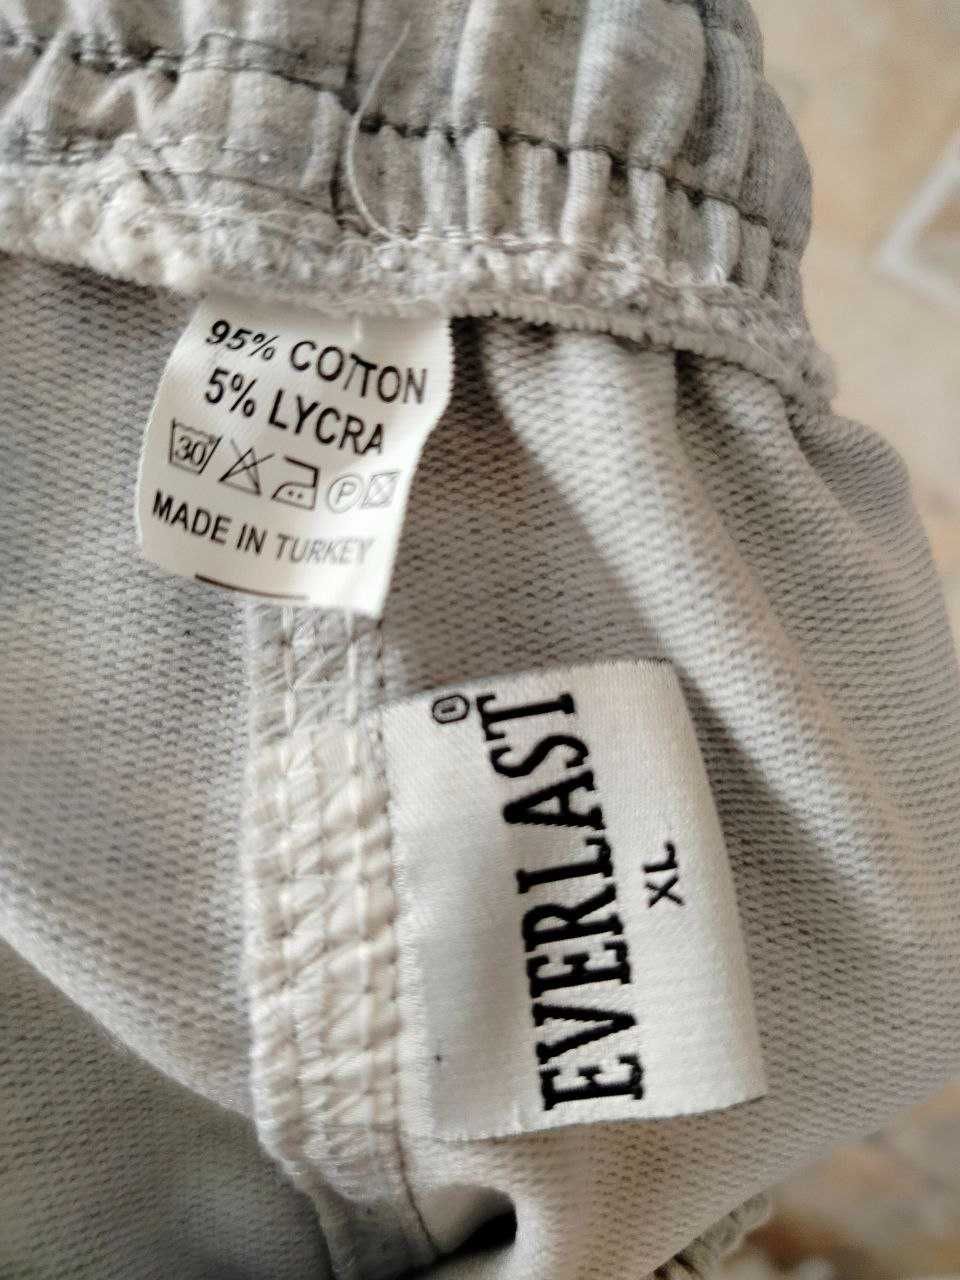 95% COTTON
5% LYCRA
30 P
MADE IN TURKEY
EVERLAST
XL